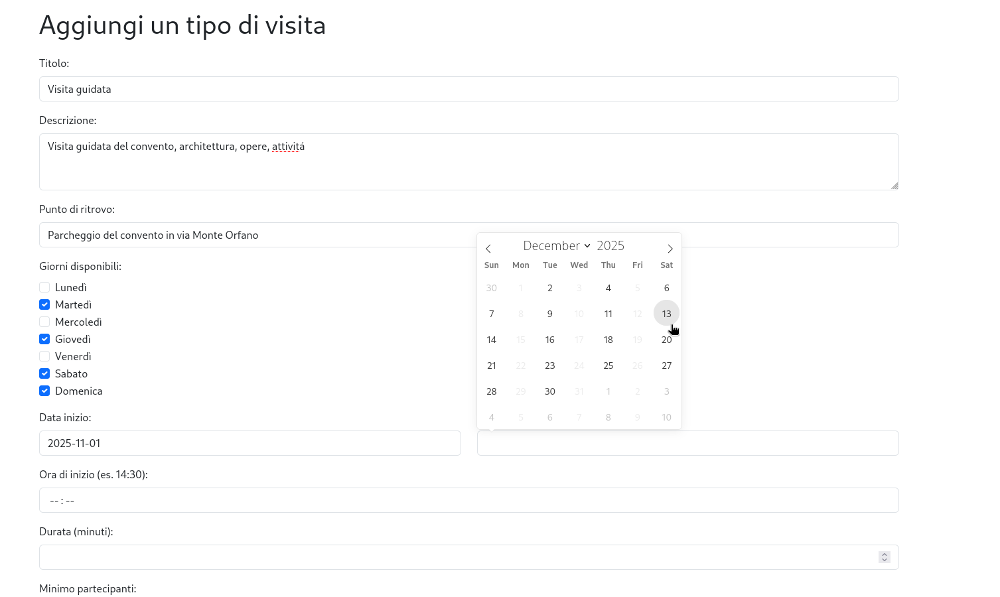 Aggiungi un tipo di visita
Titolo:
Visita guidata
Descrizione:
Visita guidata del convento, architettura, opere, attivitá
Punto di ritrovo:
Parcheggio del convento in via Monte Orfano
Giorni disponibili:
Lunedì
Martedì
Mercoledì
Giovedì
Venerdì
Sabato
Domenica
December 2025
Sun Mon Tue Wed Thu Fri Sat
30 1 2 3 4 5 6
7 8 9 10 11 12 13
14 15 16 17 18 19 20
21 22 23 24 25 26 27
28 29 30 31 1 2 3
4 5 6 7 8 9 10
Data inizio:
2025-11-01
Ora di inizio (es. 14:30):
-- : --
Durata (minuti):
Minimo partecipanti: